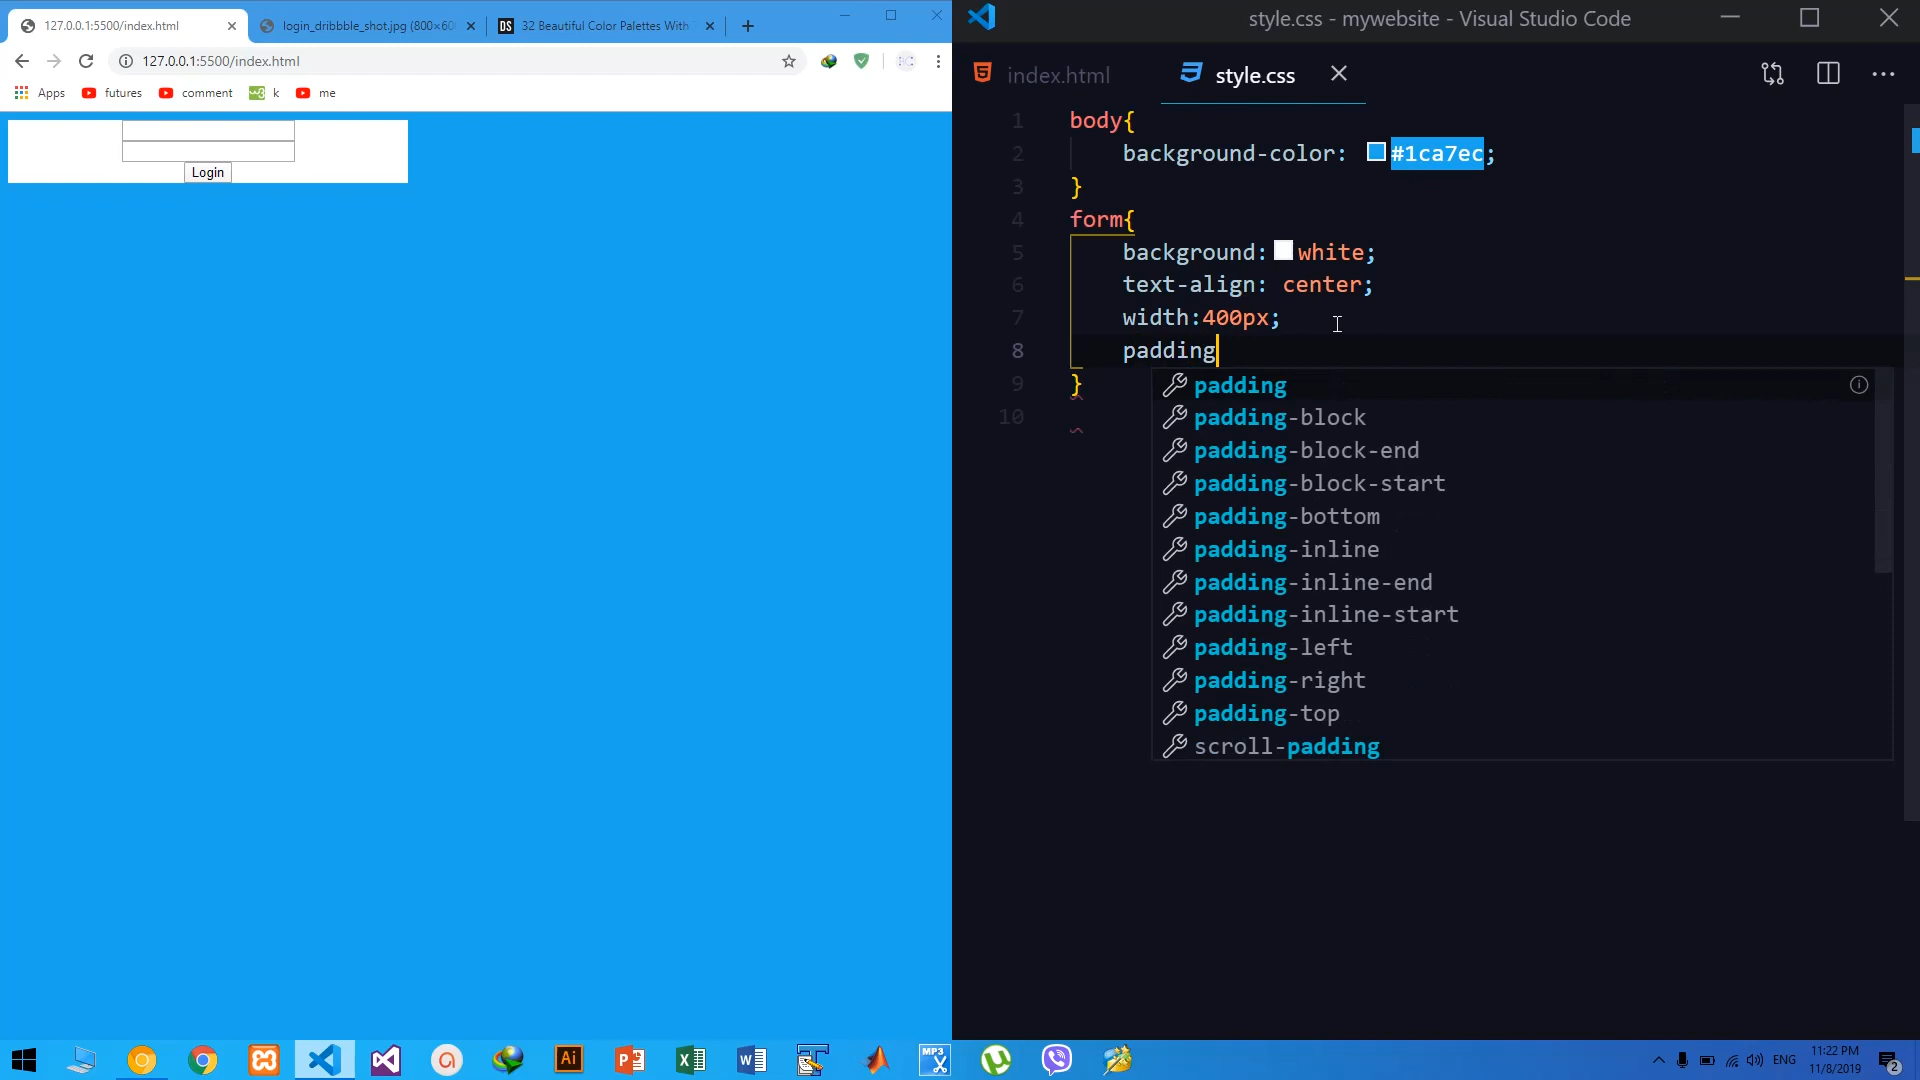 127.0.0.1:5500/index.html
login_dribbble_shot.jpg (800×60
32 Beautiful Color Palettes With
127.0.0.1:5500/index.html
Apps
futures
comment
k
me
Login
style.css - mywebsite - Visual Studio Code
index.html
style.css
1 body{
2 background-color: #1ca7ec;
3 }
4 form{
5 background: white;
6 text-align: center;
7 width:400px;
8 padding
9 }
10
padding
padding-block
padding-block-end
padding-block-start
padding-bottom
padding-inline
padding-inline-end
padding-inline-start
padding-left
padding-right
padding-top
scroll-padding
ENG
11:22 PM
11/8/2019
2